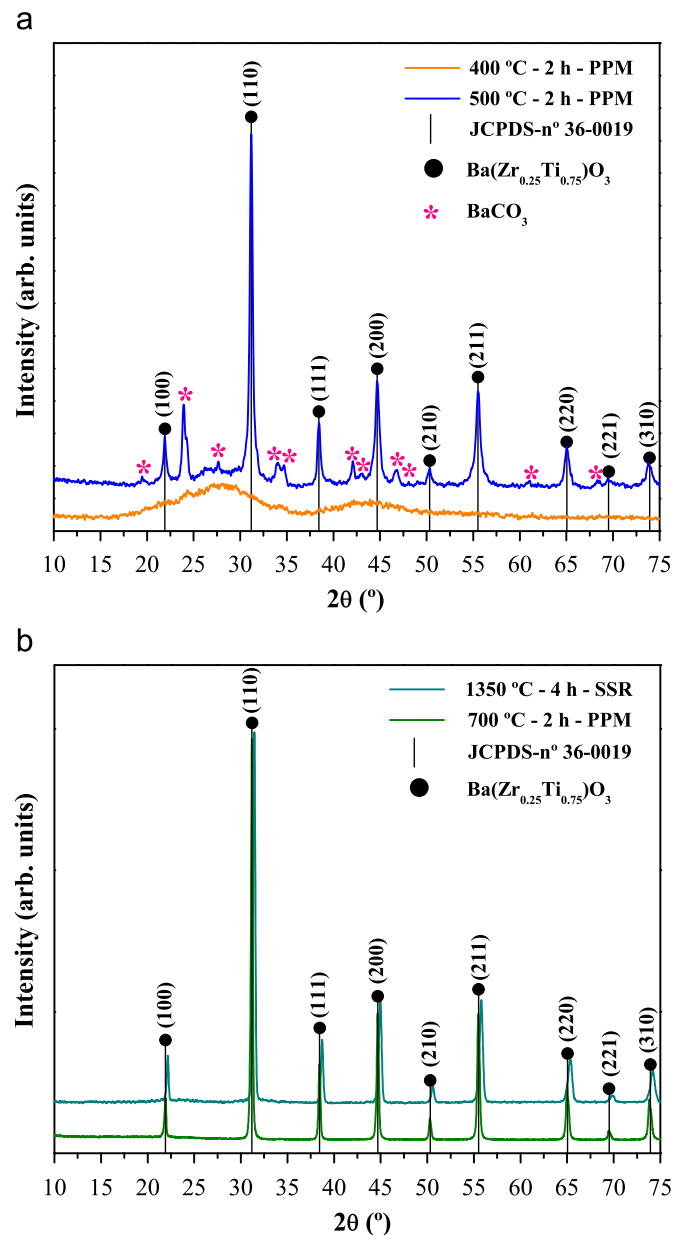 a
Intensity (arb. units)
400 ºC - 2 h - PPM
500 ºC - 2 h - PPM
JCPDS-nº 36-0019
Ba(Zr0.25Ti0.75)O3
BaCO3
(100)
(110)
(111)
(200)
(210)
(211)
(220)
(221)
(310)
10 15 20 25 30 35 40 45 50 55 60 65 70 75
2θ (º)
b
Intensity (arb. units)
1350 ºC - 4 h - SSR
700 ºC - 2 h - PPM
JCPDS-nº 36-0019
Ba(Zr0.25Ti0.75)O3
(100)
(110)
(111)
(200)
(210)
(211)
(220)
(221)
(310)
10 15 20 25 30 35 40 45 50 55 60 65 70 75
2θ (º)